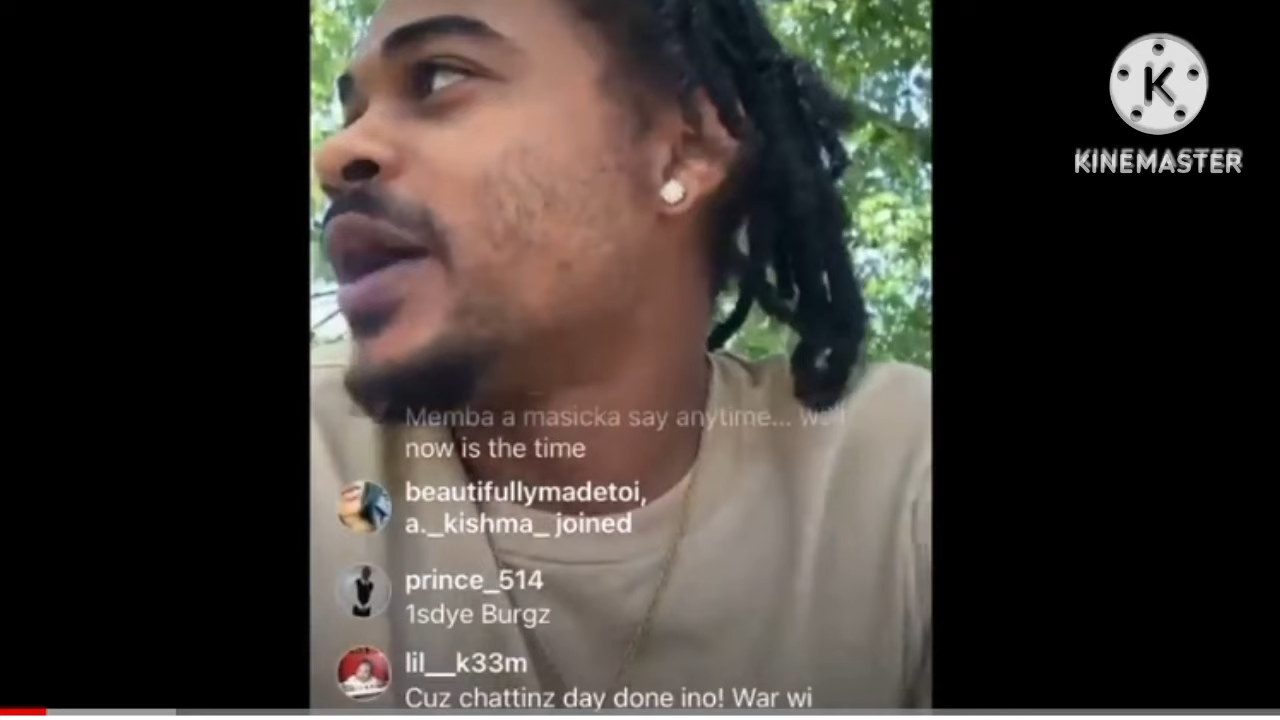 K
KINEMASTER
Memba a masicka say anytime... well
now is the time
beautifullymadetoi,
a._kishma_ joined
prince_514
1sdye Burgz
lil__k33m
Cuz chattinz day done ino! War wi